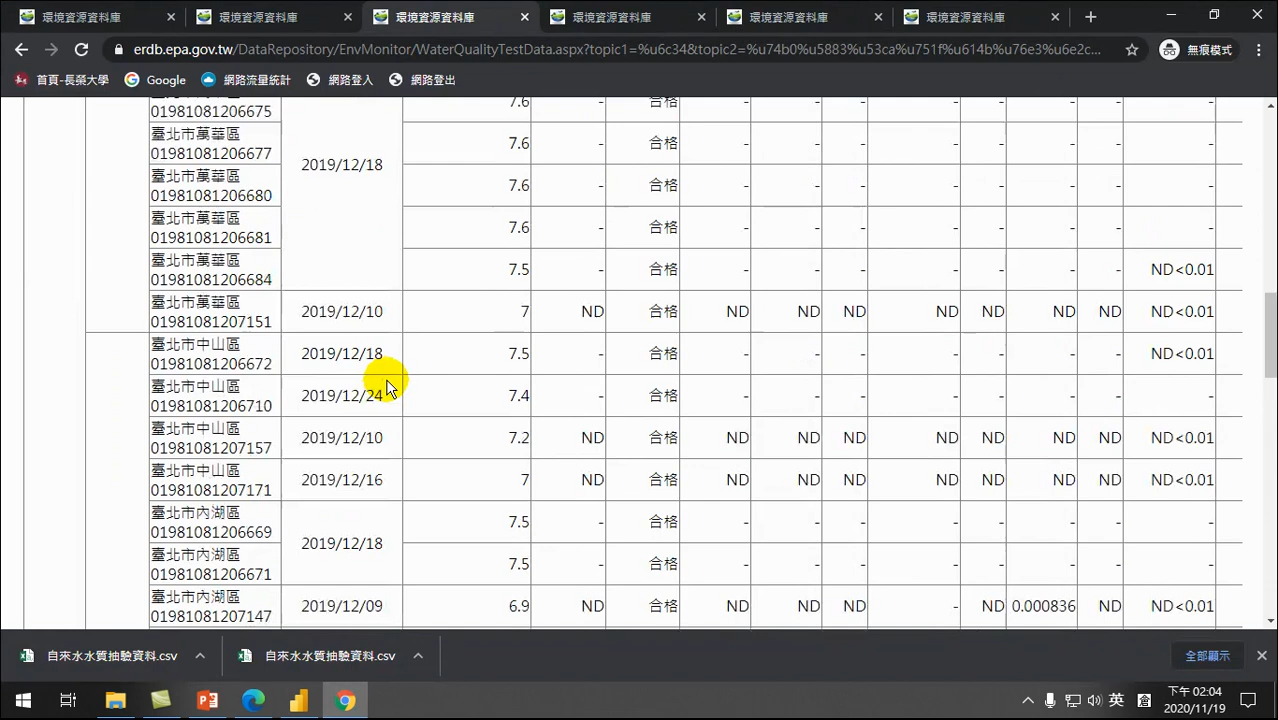 環境資源資料庫
環境資源資料庫
環境資源資料庫
環境資源資料庫
環境資源資料庫
環境資源資料庫
erdb.epa.gov.tw/DataRepository/EnvMonitor/WaterQualityTestData.aspx?topic1=%u6c34&topic2=%u74b0%u5883%u53ca%u751f%u614b%u76e3%u6e2c...
無痕模式
首頁-長榮大學
Google
網路流量統計
網路登入
網路登出
01981081206675 7.6 - 合格 - - - - - - - -
臺北市萬華區
01981081206677 7.6 - 合格 - - - - - - - -
2019/12/18
臺北市萬華區
01981081206680 7.6 - 合格 - - - - - - - -
臺北市萬華區
01981081206681 7.6 - 合格 - - - - - - - -
臺北市萬華區
01981081206684 7.5 - 合格 - - - - - - - ND<0.01
臺北市萬華區
01981081207151 2019/12/10 7 ND 合格 ND ND ND ND ND ND ND ND<0.01
臺北市中山區
01981081206672 2019/12/18 7.5 - 合格 - - - - - - - ND<0.01
臺北市中山區
01981081206710 2019/12/24 7.4 - 合格 - - - - - - - -
臺北市中山區
01981081207157 2019/12/10 7.2 ND 合格 ND ND ND ND ND ND ND ND<0.01
臺北市中山區
01981081207171 2019/12/16 7 ND 合格 ND ND ND ND ND ND ND ND<0.01
臺北市內湖區
01981081206669 7.5 - 合格 - - - - - - - -
2019/12/18
臺北市內湖區
01981081206671 7.5 - 合格 - - - - - - - -
臺北市內湖區
01981081207147 2019/12/09 6.9 ND 合格 ND ND ND - ND 0.000836 ND ND<0.01
自來水水質抽驗資料.csv
自來水水質抽驗資料.csv
全部顯示
英
下午 02:04
2020/11/19